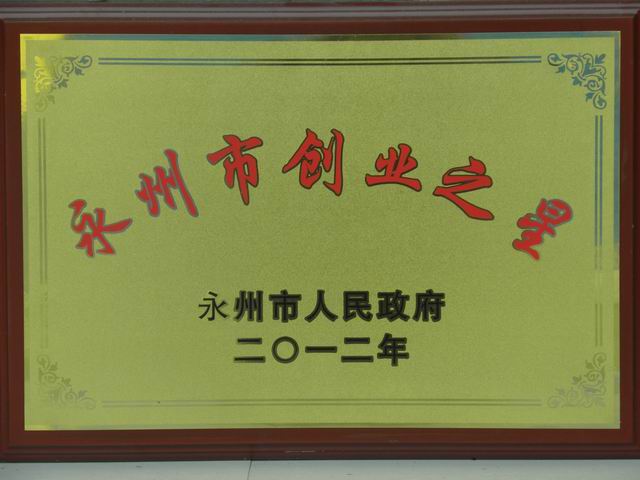 永州市创业之星
永州市人民政府
二〇一二年